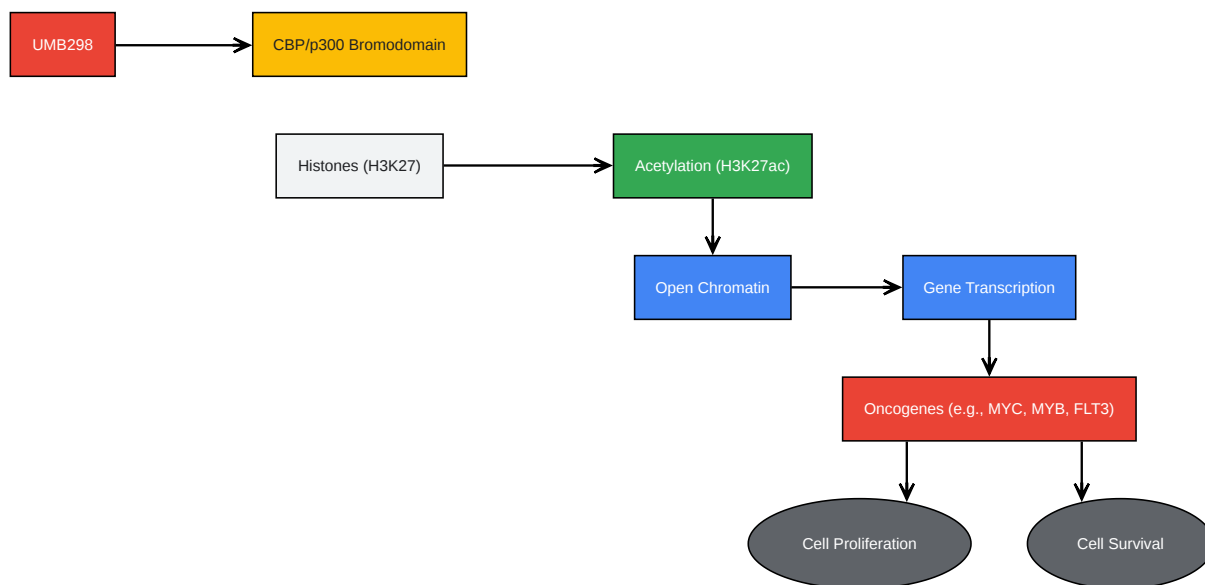 UMB298
CBP/p300 Bromodomain
Histones (H3K27)
Acetylation (H3K27ac)
Open Chromatin
Gene Transcription
Oncogenes (e.g., MYC, MYB, FLT3)
Cell Proliferation
Cell Survival